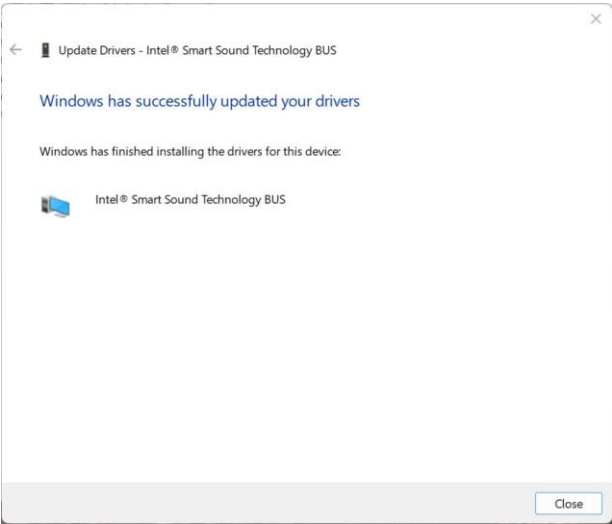 Update Drivers - Intel® Smart Sound Technology BUS
Windows has successfully updated your drivers
Windows has finished installing the drivers for this device:
Intel® Smart Sound Technology BUS
Close